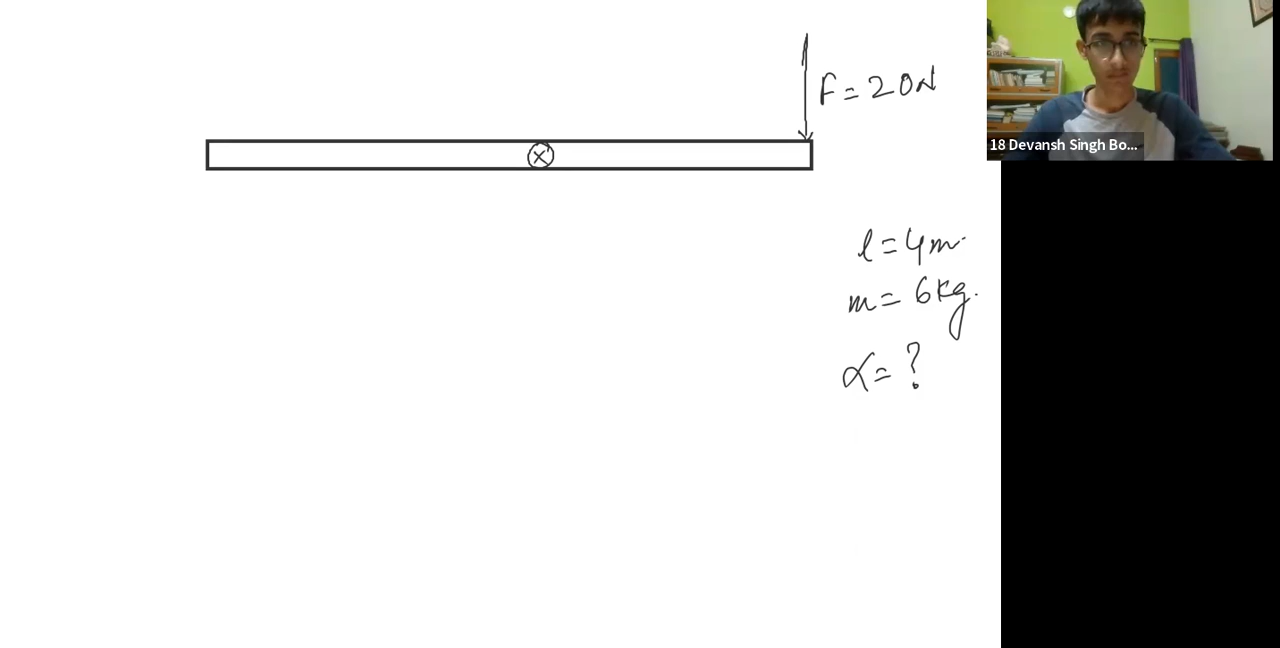 F = 20N
18 Devansh Singh Bo...
l = 4m
m = 6kg.
α = ?